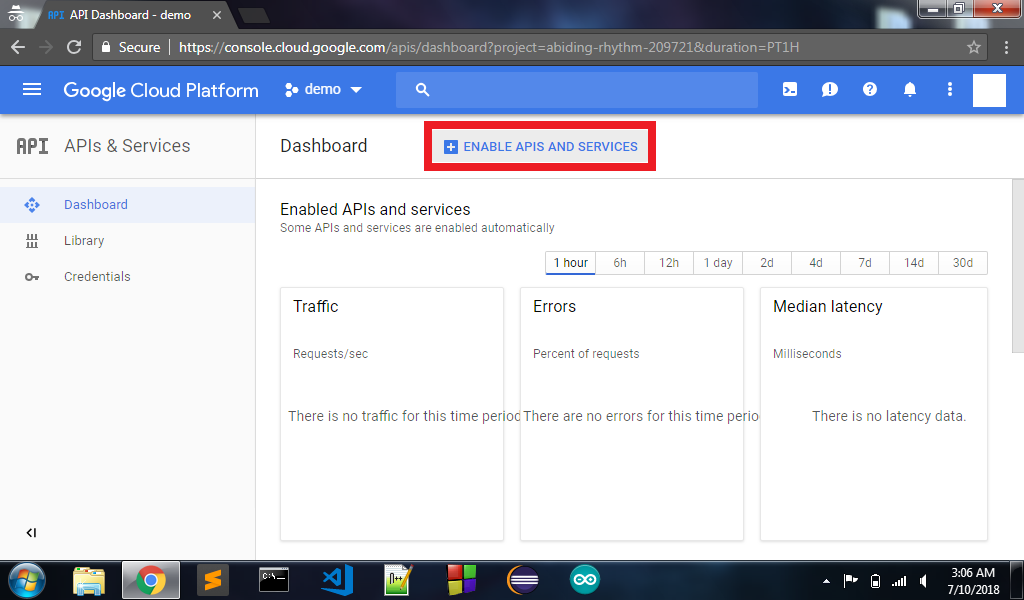 API API Dashboard - demo
Secure https://console.cloud.google.com/apis/dashboard?project=abiding-rhythm-209721&duration=PT1H
Google Cloud Platform demo
API APIs & Services
Dashboard
ENABLE APIS AND SERVICES
Dashboard
Library
Credentials
Enabled APIs and services
Some APIs and services are enabled automatically
1 hour 6h 12h 1 day 2d 4d 7d 14d 30d
Traffic
Requests/sec
There is no traffic for this time period
Errors
Percent of requests
There are no errors for this time perio
Median latency
Milliseconds
There is no latency data.
C:\_
3:06 AM
7/10/2018